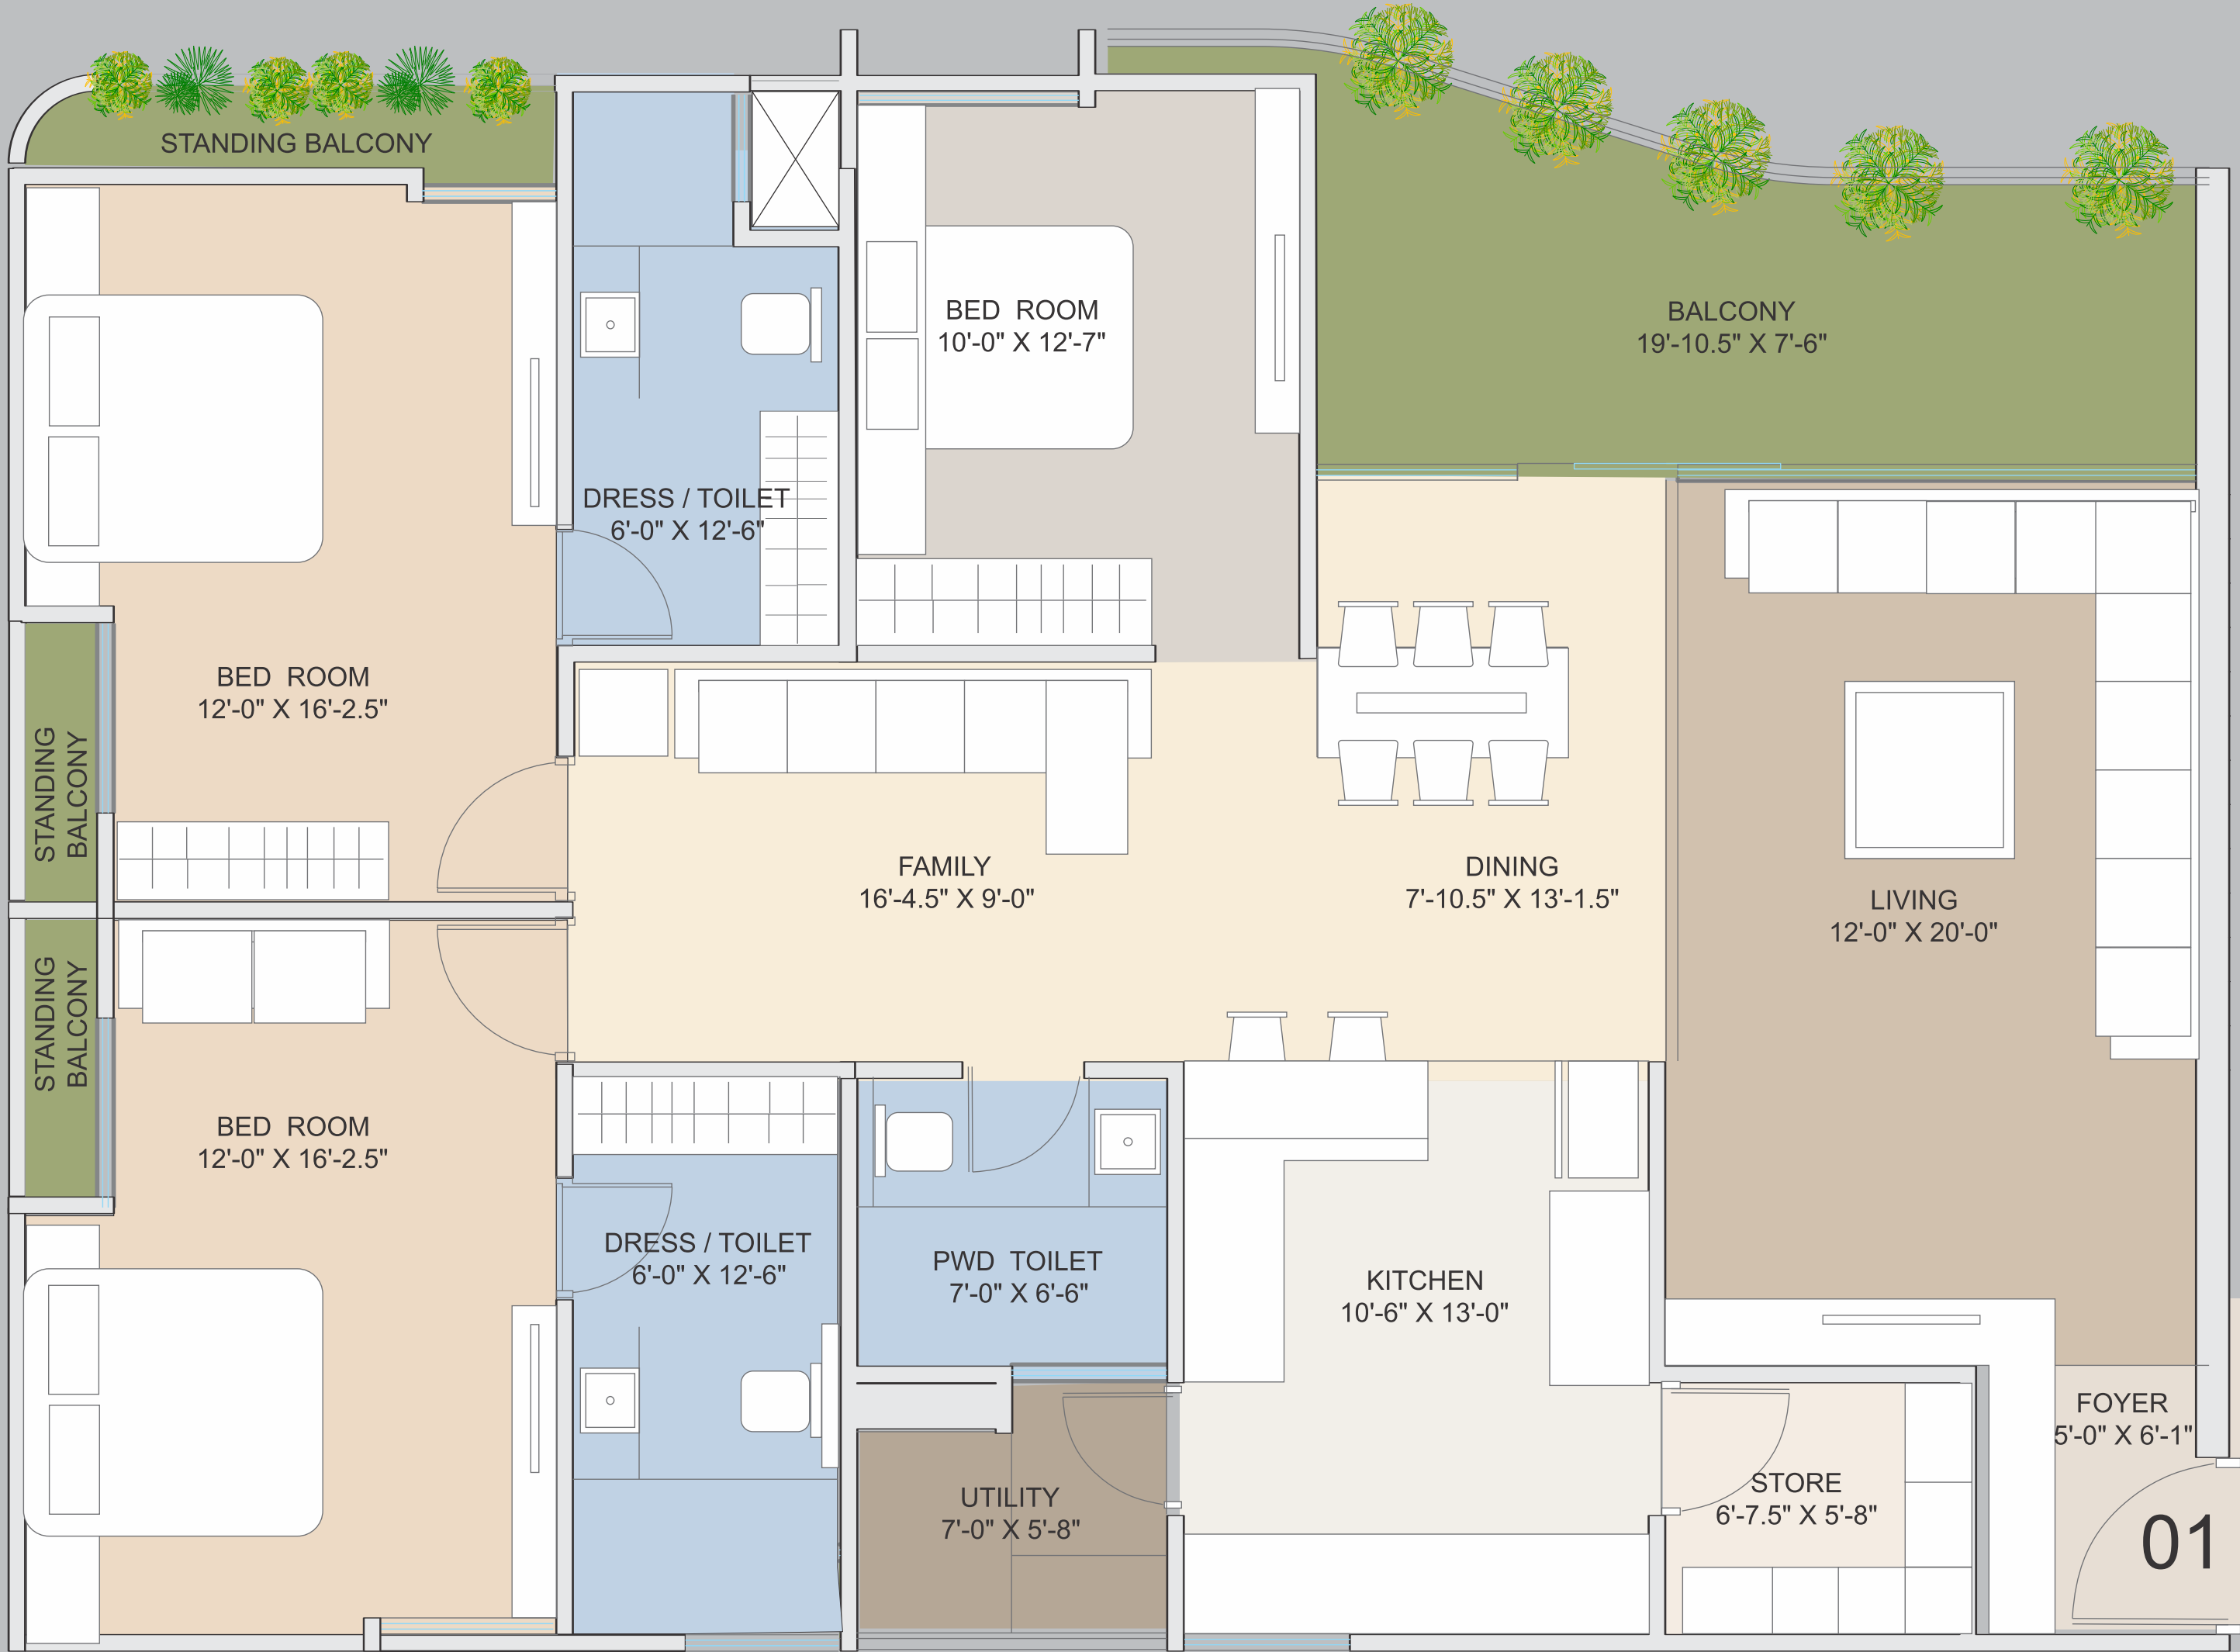 STANDING BALCONY
BED  ROOM
10'-0" X 12'-7"
BALCONY
19'-10.5" X 7'-6"
DRESS / TOILET
6'-0" X 12'-6"
BED  ROOM
12'-0" X 16'-2.5"
STANDING
BALCONY
FAMILY
16'-4.5" X 9'-0"
DINING
7'-10.5" X 13'-1.5"
LIVING
12'-0" X 20'-0"
STANDING
BALCONY
BED  ROOM
12'-0" X 16'-2.5"
DRESS / TOILET
6'-0" X 12'-6"
PWD  TOILET
7'-0" X 6'-6"
KITCHEN
10'-6" X 13'-0"
FOYER
5'-0" X 6'-1"
UTILITY
7'-0" X 5'-8"
STORE
6'-7.5" X 5'-8"
01